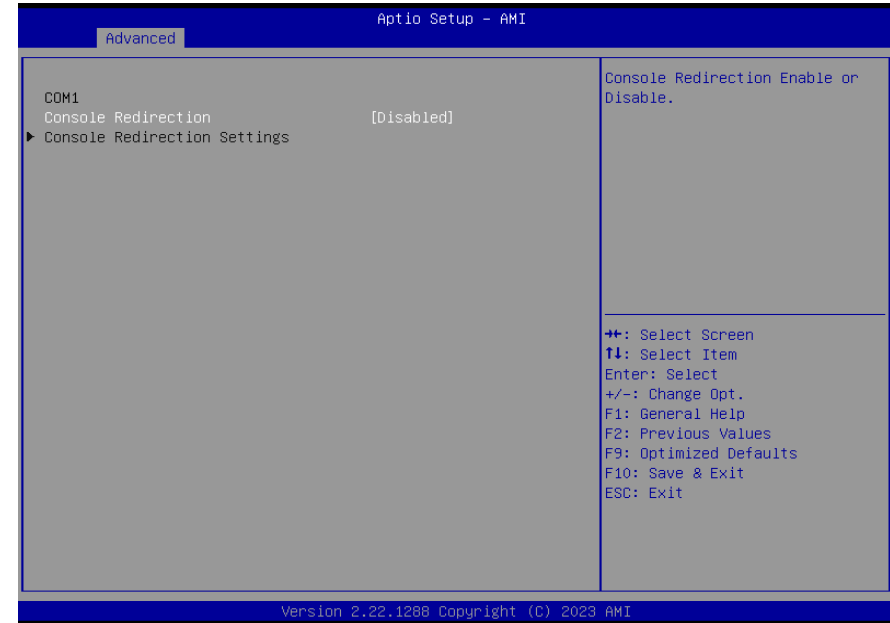 Aptio Setup – AMI
Advanced
COM1
Console Redirection [Disabled]
▶ Console Redirection Settings
Console Redirection Enable or
Disable.
→←: Select Screen
↑↓: Select Item
Enter: Select
+/-: Change Opt.
F1: General Help
F2: Previous Values
F9: Optimized Defaults
F10: Save & Exit
ESC: Exit
Version 2.22.1288 Copyright (C) 2023 AMI